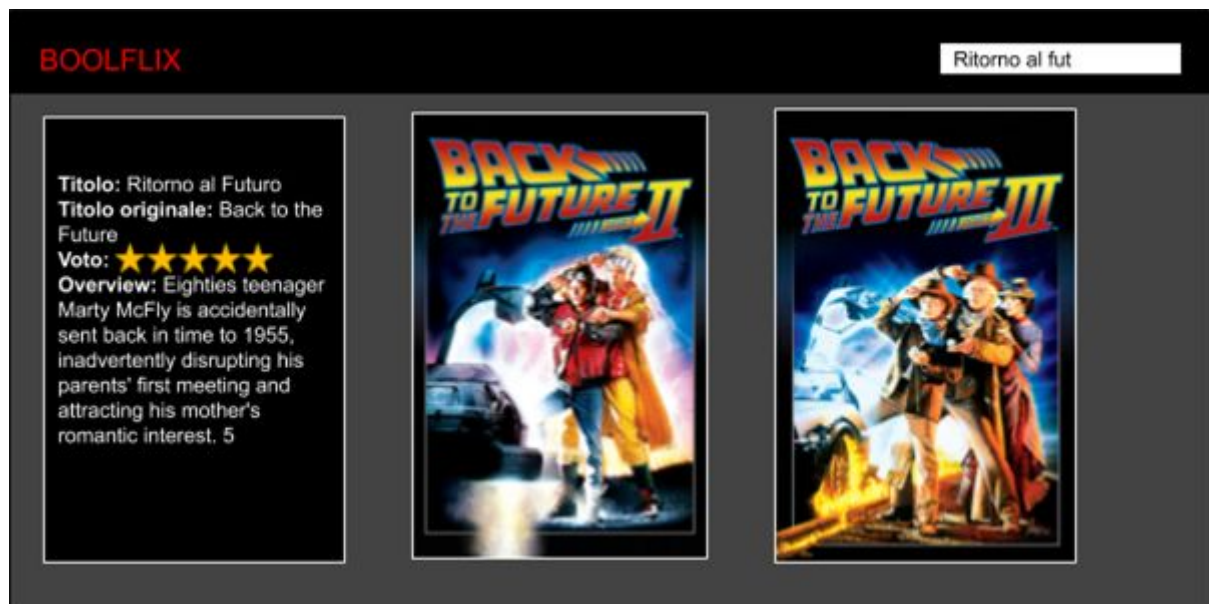 BOOLFLIX
Ritorno al fut
Titolo: Ritorno al Futuro
Titolo originale: Back to the
Future
Voto:
Overview: Eighties teenager
Marty McFly is accidentally
sent back in time to 1955,
inadvertently disrupting his
parents' first meeting and
attracting his mother's
romantic interest. 5
BACK
TO
THE FUTURE
PART II
BACK
TO
THE FUTURE
PART III